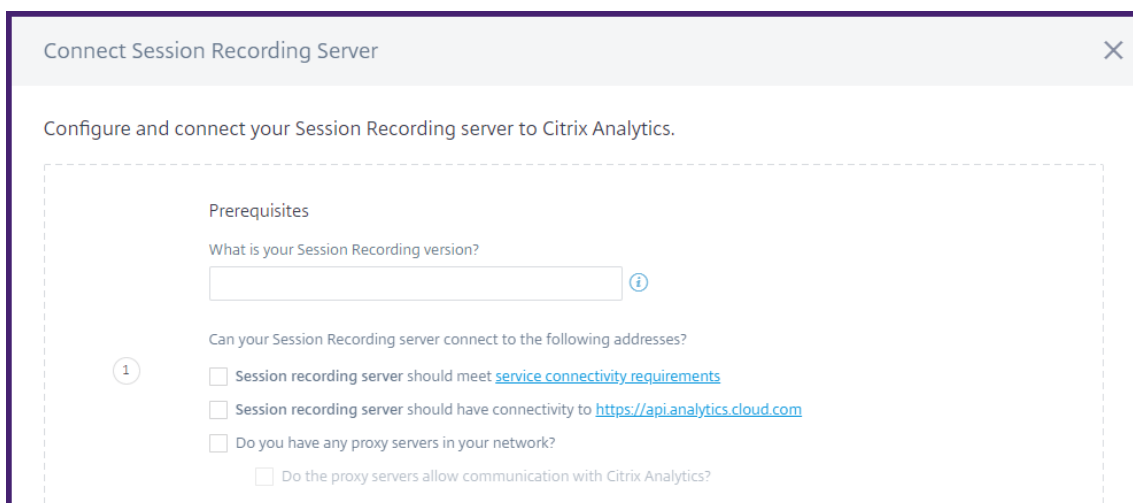 Connect Session Recording Server
Configure and connect your Session Recording server to Citrix Analytics.
Prerequisites
What is your Session Recording version?
i
Can your Session Recording server connect to the following addresses?
1
Session recording server should meet service connectivity requirements
Session recording server should have connectivity to https://api.analytics.cloud.com
Do you have any proxy servers in your network?
Do the proxy servers allow communication with Citrix Analytics?